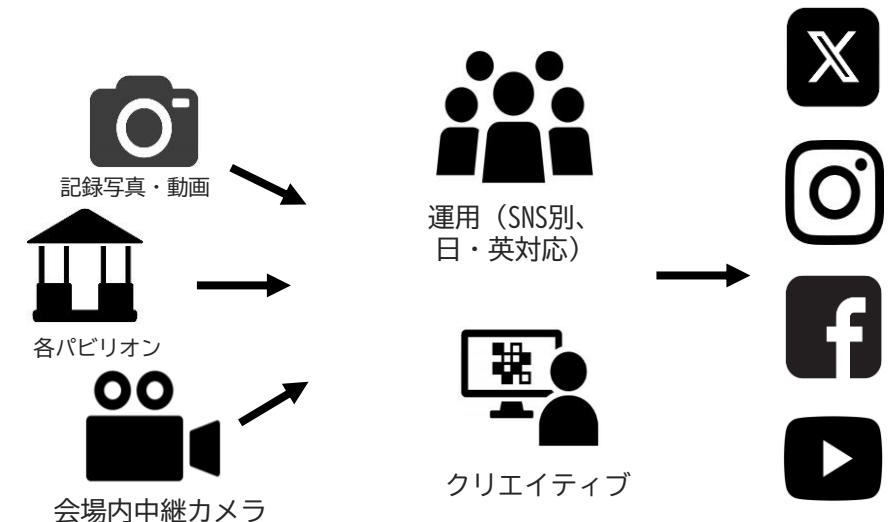 記録写真・動画
各パビリオン
会場内中継カメラ
運用（SNS別、
日・英対応）
クリエイティブ